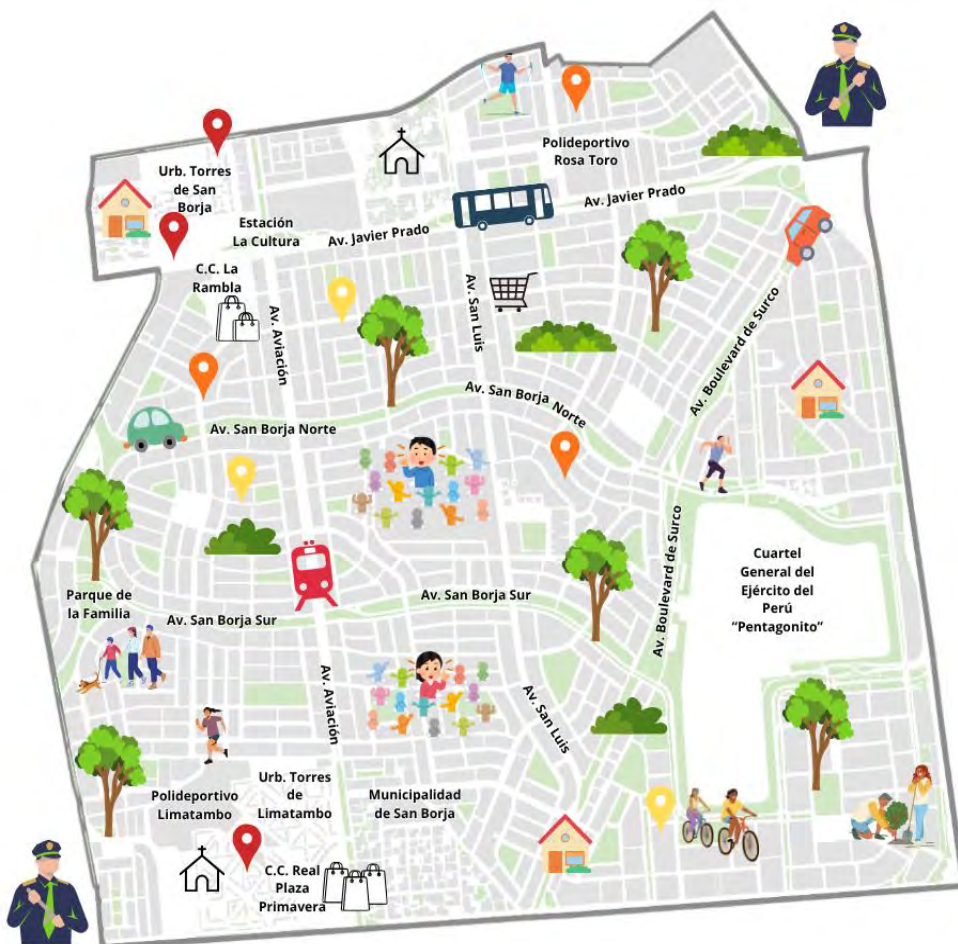 Polideportivo
Rosa Toro
Urb. Torres
de San
Borja
Av. Javier Prado
Estación
La Cultura
Av. Javier Prado
C.C. La
Rambla
Av. San Luis
Av. Aviación
Av. Boulevard de Surco
Av. San Borja Norte
Av. San Borja Norte
Av. Boulevard de Surco
Cuartel
General del
Ejército del
Perú
“Pentagonito”
Parque de
la Familia
Av. San Borja Sur
Av. San Borja Sur
Av. Aviación
Av. San Luis
Polideportivo
Limatambo
Urb. Torres
de
Limatambo
Municipalidad
de San Borja
C.C. Real
Plaza
Primavera